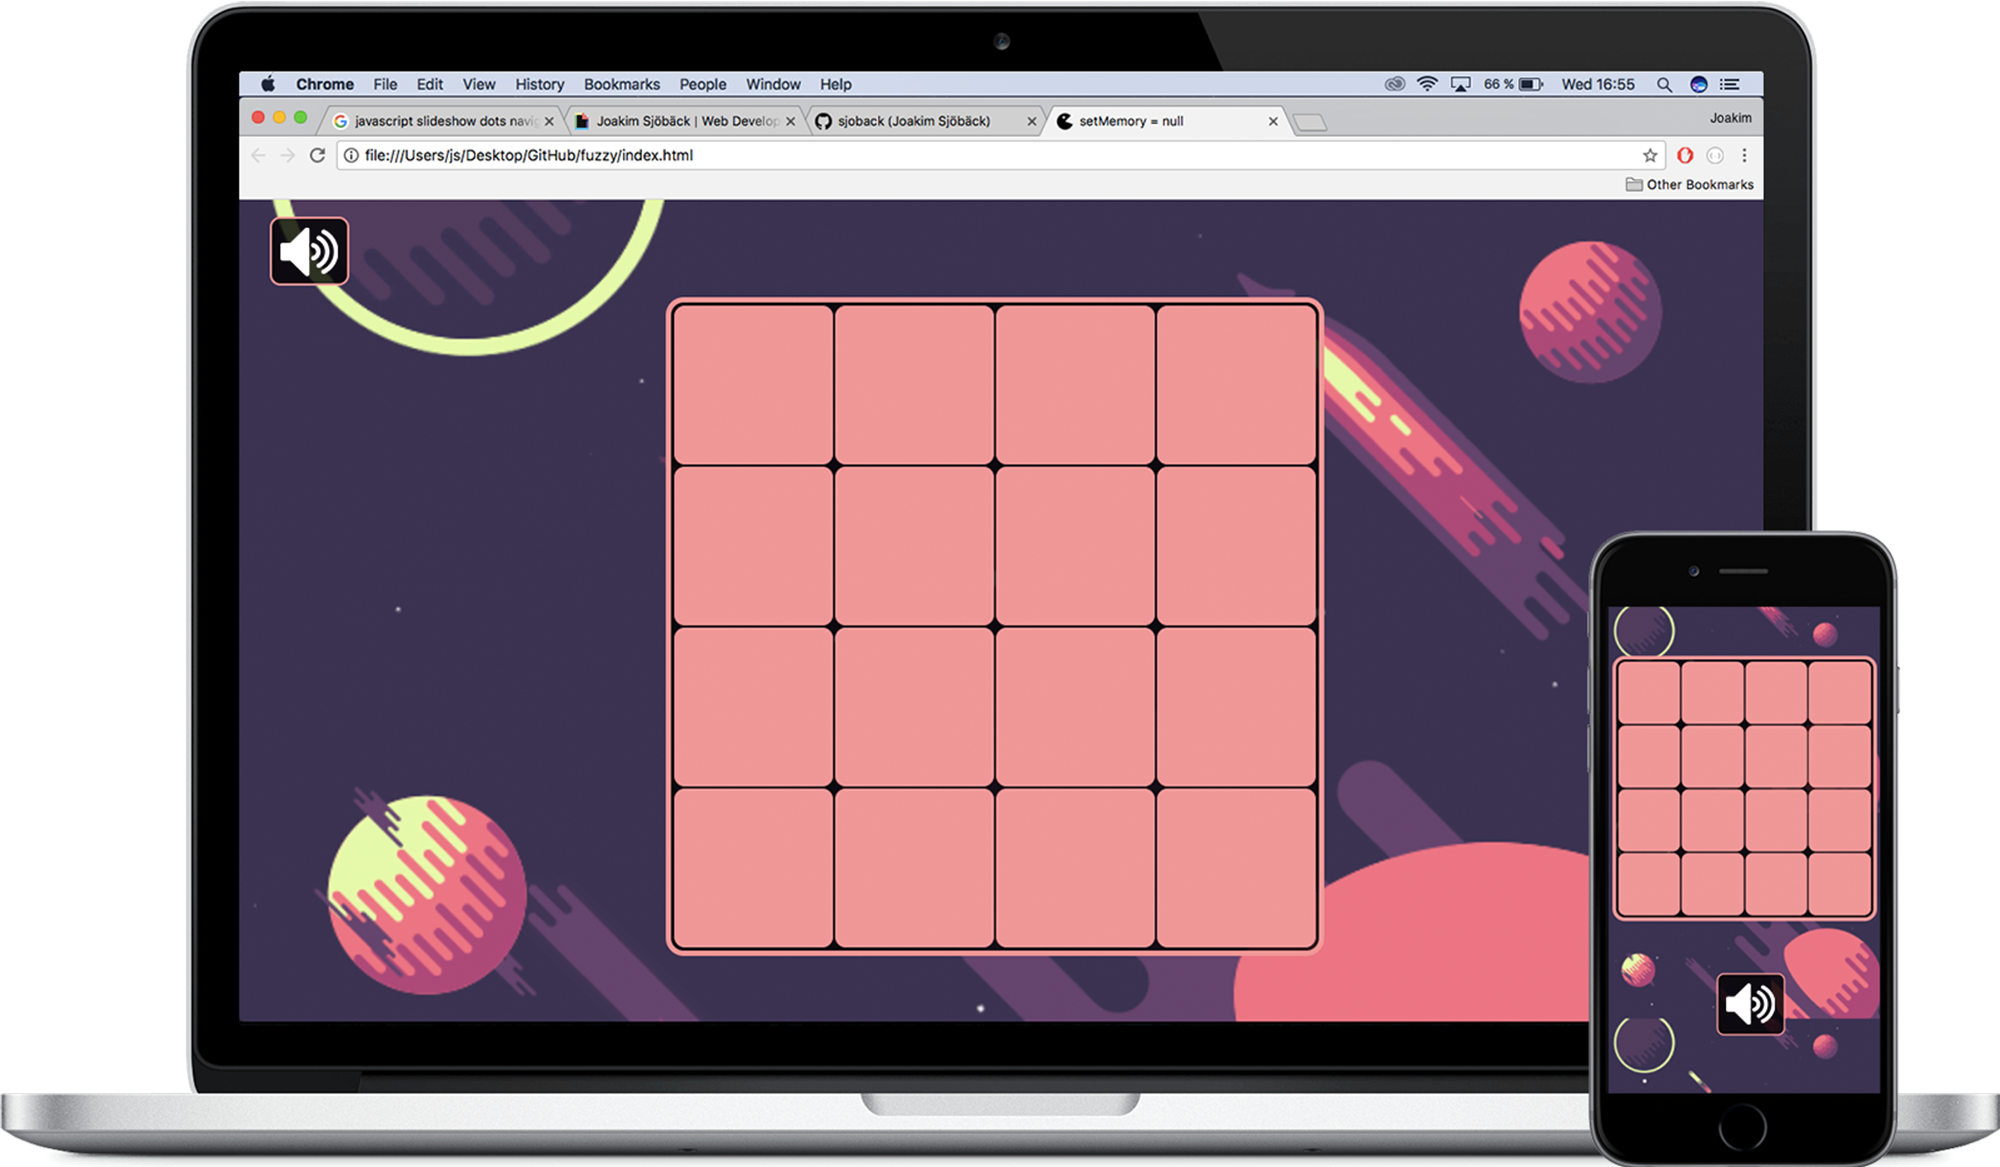 Chrome File Edit View History Bookmarks People Window Help 66 % Wed 16:55
javascript slideshow dots navig Joakim Sjöbäck | Web Develop sjoback (Joakim Sjöbäck) setMemory = null Joakim
file:///Users/js/Desktop/GitHub/fuzzy/index.html
Other Bookmarks